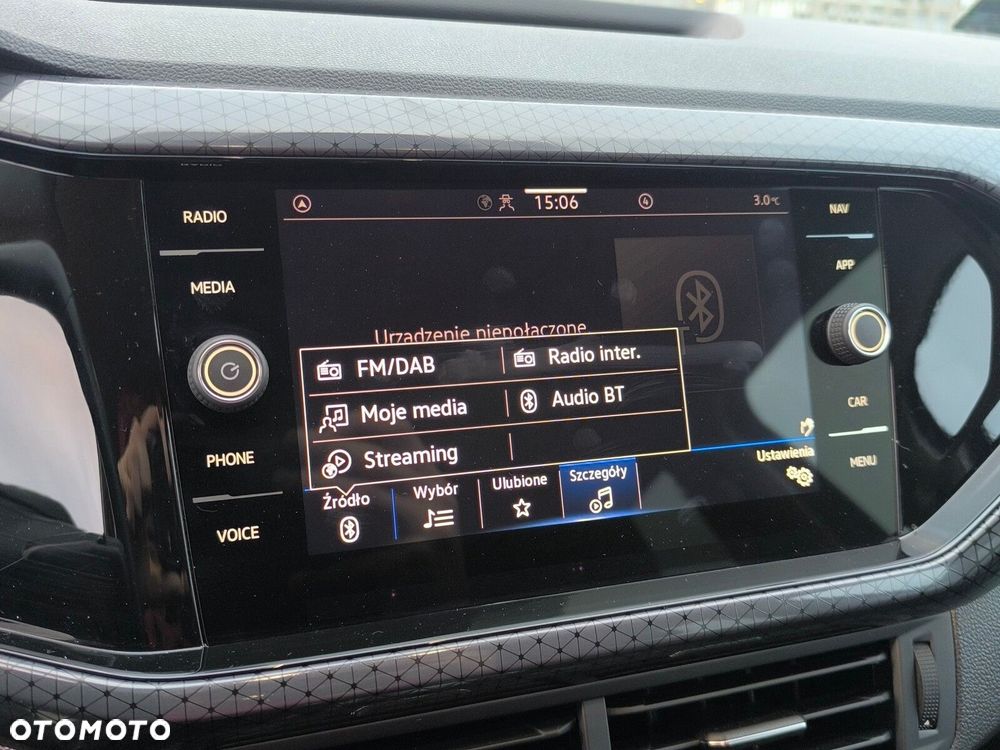 RADIO
MEDIA
PHONE
VOICE
15:06
4
3.0°C
NAV
APP
CAR
MENU
Urządzenie niepołączone
FM/DAB
Radio inter.
Moje media
Audio BT
Streaming
Źródło
Wybór
Ulubione
Szczegóły
Ustawienia
OTOMOTO